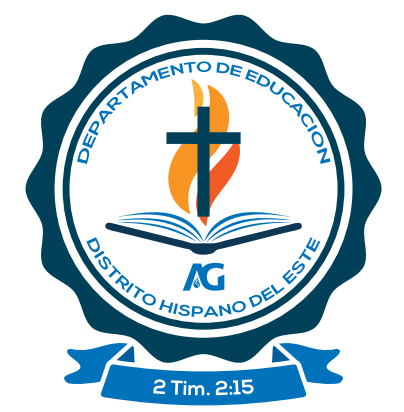 DEPARTAMENTO DE EDUCACION
AG
DISTRITO HISPANO DEL ESTE
2 Tim. 2:15